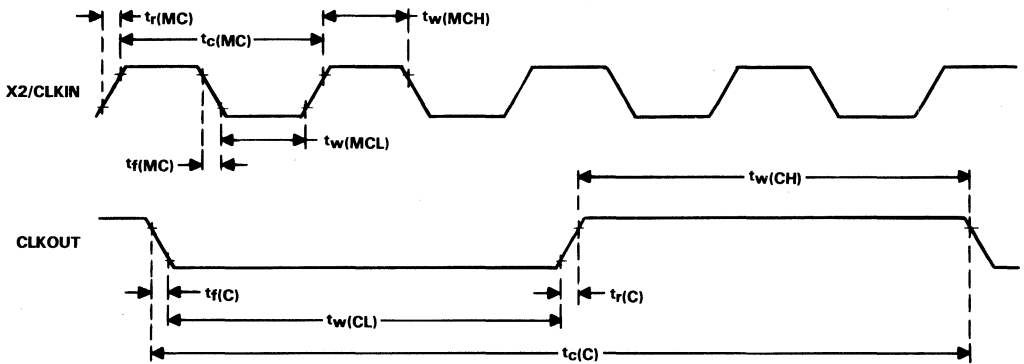 tr(MC)
tw(MCH)
tc(MC)
X2/CLKIN
tw(MCL)
tf(MC)
tw(CH)
CLKOUT
tf(C)
tr(C)
tw(CL)
tc(C)